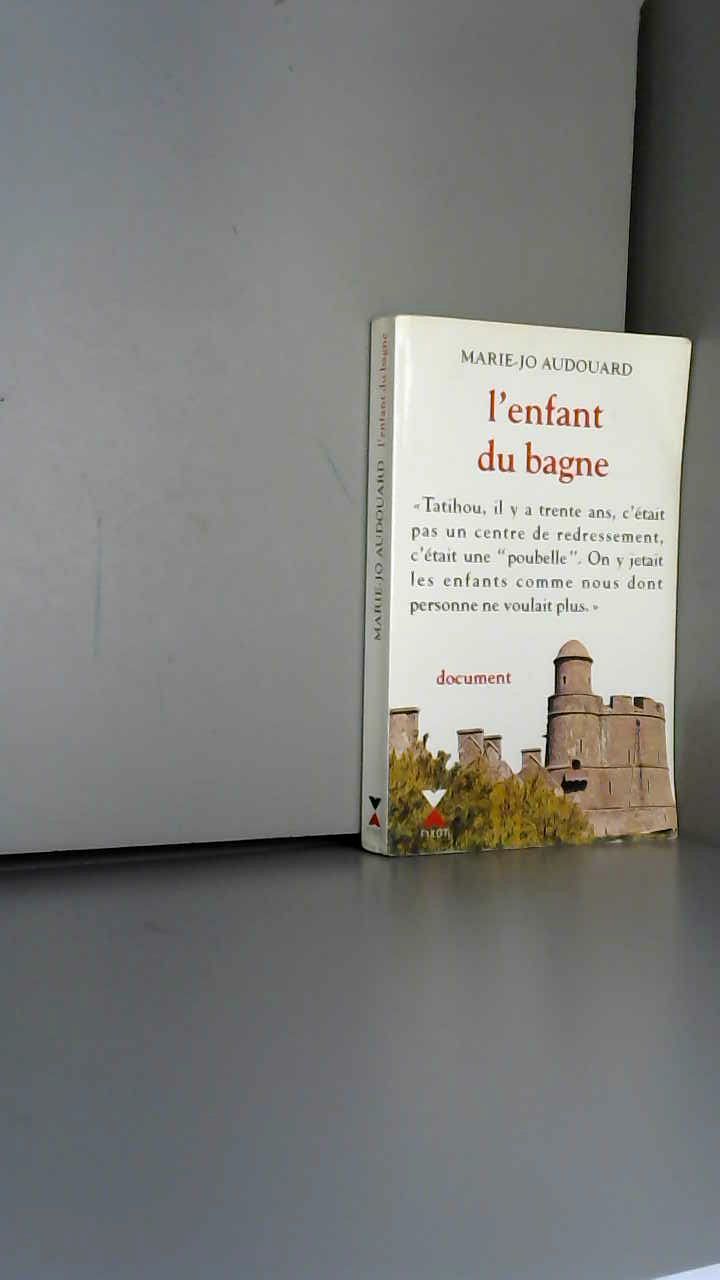 MARIE-JO AUDOUARD l'enfant du bagne
MARIE-JO AUDOUARD
l'enfant
du bagne
«Tatihou, il y a trente ans, c'était
pas un centre de redressement,
c'était une "poubelle". On y jetait
les enfants comme nous dont
personne ne voulait plus.»
document